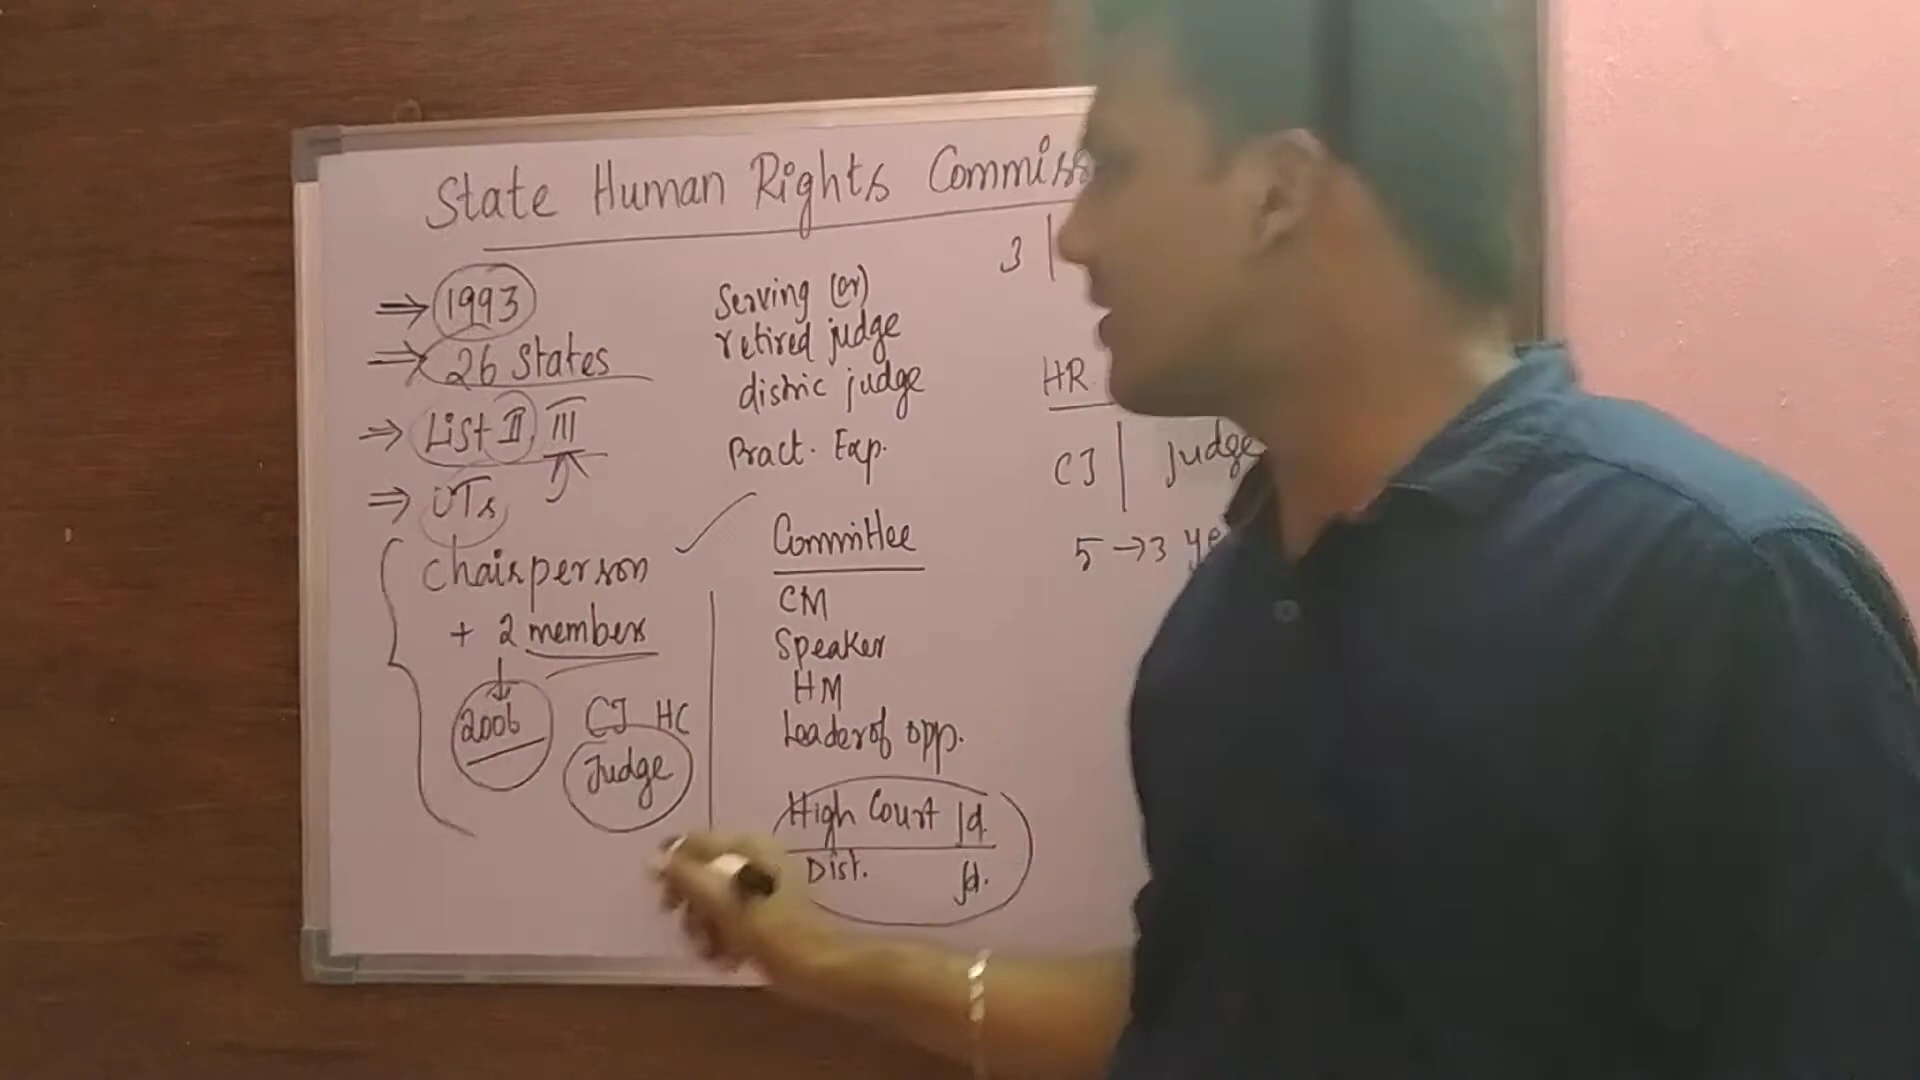 State Human Rights Commiss
⇒ 1993
⇒ 26 States
⇒ List II, III
⇒ UTs
Chairperson
+ 2 members
2006
CJ HC
Judge
Serving (or)
retired judge
distric judge
Pract. Exp.
Committee
CM
Speaker
HM
Leader of opp.
High Court Jd.
Dist. Jd.
3
HR
CJ | Judge
5 → 3 ye